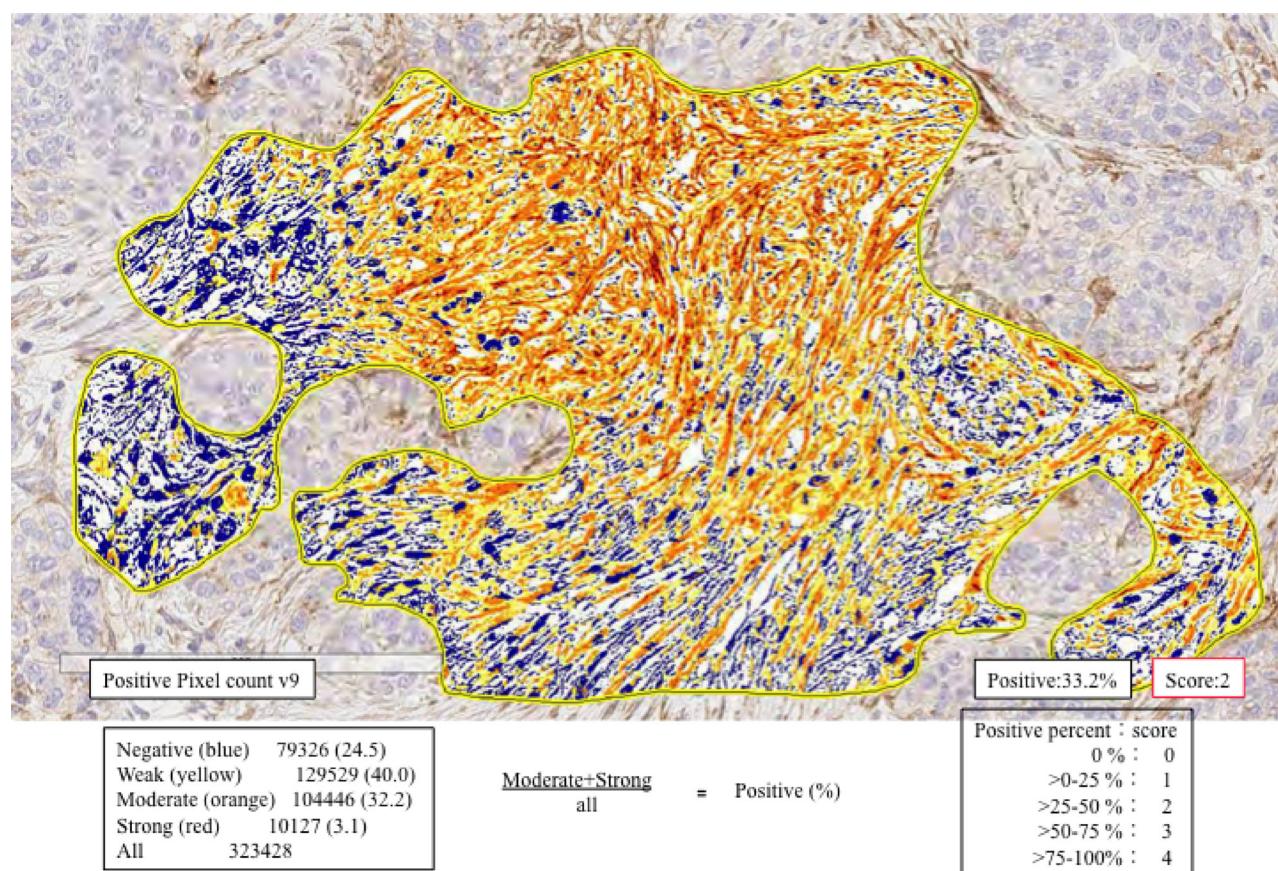 Positive Pixel count v9
Positive:33.2%
Score:2
Negative (blue) 79326 (24.5)
Weak (yellow) 129529 (40.0)
Moderate (orange) 104446 (32.2)
Strong (red) 10127 (3.1)
All 323428
Moderate+Strong
all
= Positive (%)
Positive percent : score
0 % : 0
>0-25 % : 1
>25-50 % : 2
>50-75 % : 3
>75-100% : 4